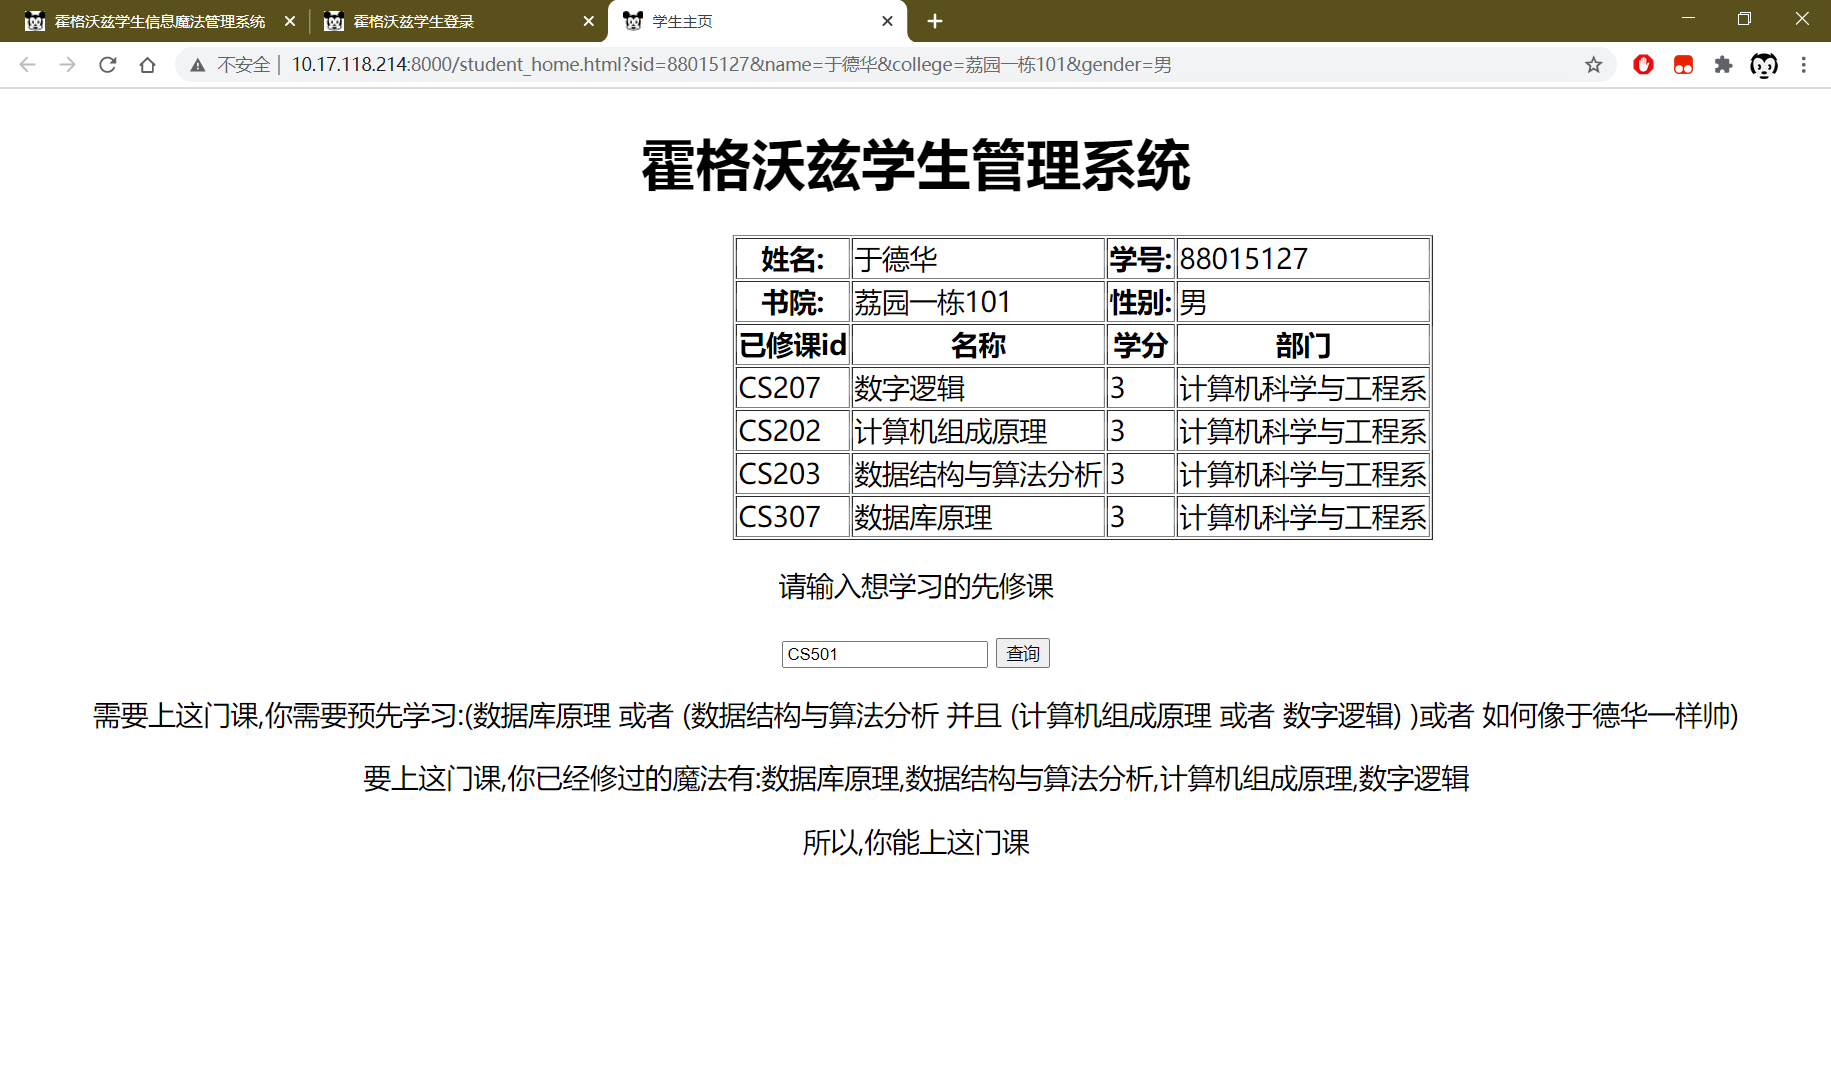 霍格沃兹学生信息魔法管理系统 霍格沃兹学生登录 学生主页
不安全 | 10.17.118.214:8000/student_home.html?sid=88015127&name=于德华&college=荔园一栋101&gender=男
霍格沃兹学生管理系统
姓名: 于德华 学号: 88015127
书院: 荔园一栋101 性别: 男
已修课id 名称 学分 部门
CS207 数字逻辑 3 计算机科学与工程系
CS202 计算机组成原理 3 计算机科学与工程系
CS203 数据结构与算法分析 3 计算机科学与工程系
CS307 数据库原理 3 计算机科学与工程系
请输入想学习的先修课
CS501 查询
需要上这门课,你需要预先学习:(数据库原理 或者 (数据结构与算法分析 并且 (计算机组成原理 或者 数字逻辑) )或者 如何像于德华一样帅)
要上这门课,你已经修过的魔法有:数据库原理,数据结构与算法分析,计算机组成原理,数字逻辑
所以,你能上这门课